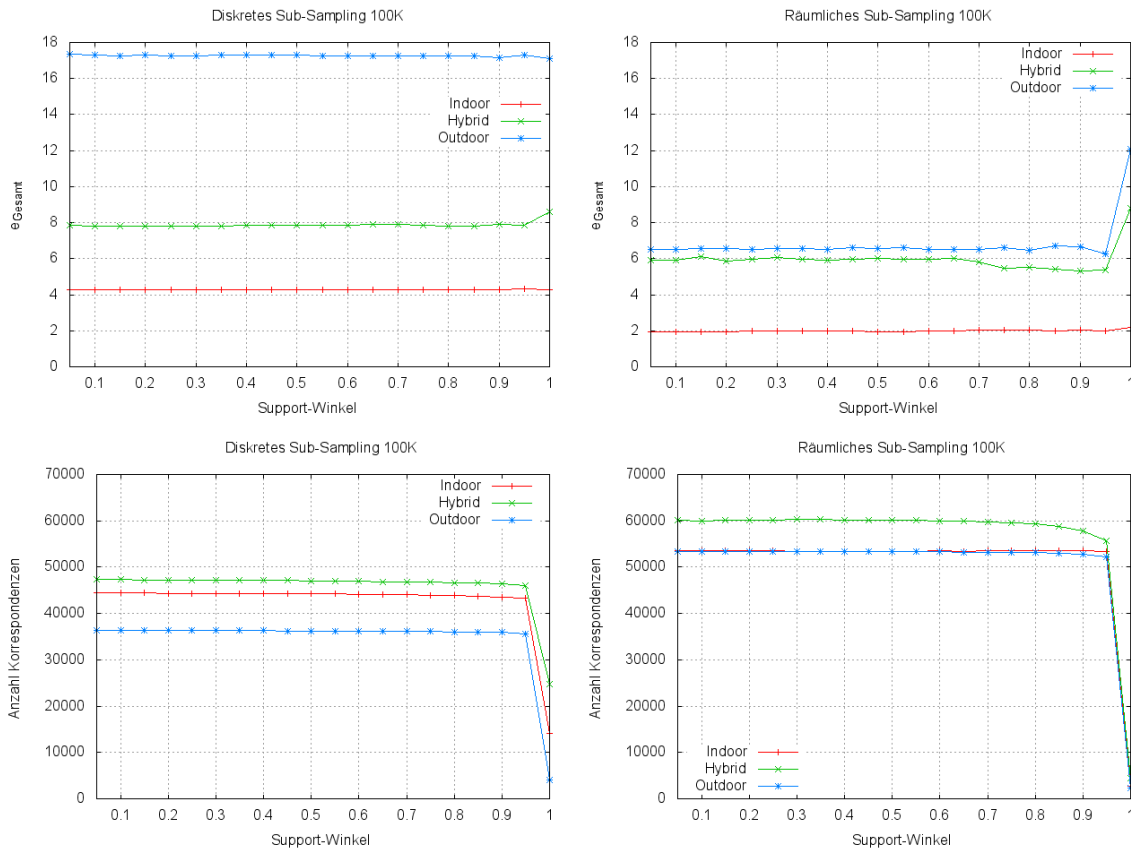 Diskretes Sub-Sampling 100K
18
16
14
12
10
8
6
4
2
0
eGesamt
Indoor
Hybrid
Outdoor
0.1 0.2 0.3 0.4 0.5 0.6 0.7 0.8 0.9 1
Support-Winkel
Räumliches Sub-Sampling 100K
18
16
14
12
10
8
6
4
2
0
eGesamt
Indoor
Hybrid
Outdoor
0.1 0.2 0.3 0.4 0.5 0.6 0.7 0.8 0.9 1
Support-Winkel
Diskretes Sub-Sampling 100K
70000
60000
50000
40000
30000
20000
10000
0
Anzahl Korrespondenzen
Indoor
Hybrid
Outdoor
0.1 0.2 0.3 0.4 0.5 0.6 0.7 0.8 0.9 1
Support-Winkel
Räumliches Sub-Sampling 100K
70000
60000
50000
40000
30000
20000
10000
0
Anzahl Korrespondenzen
Indoor
Hybrid
Outdoor
0.1 0.2 0.3 0.4 0.5 0.6 0.7 0.8 0.9 1
Support-Winkel